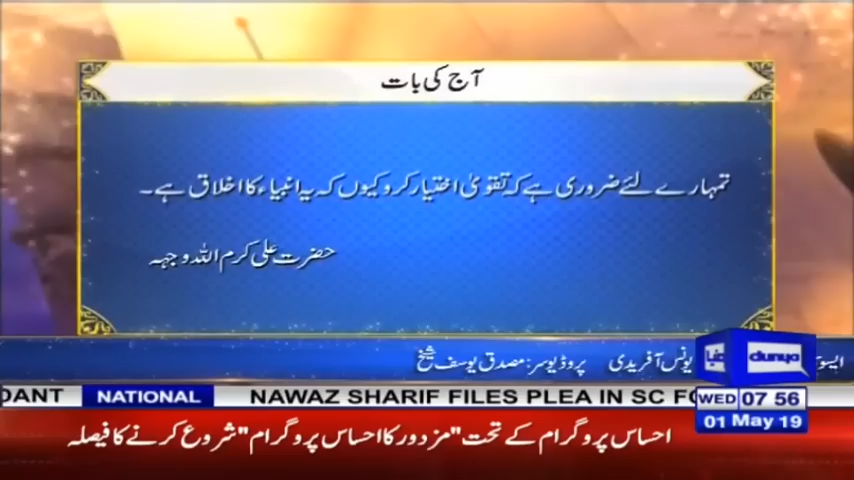 آج کی بات
تمہارے لئے ضروری ہے کہ تقویٰ اختیار کرو کیوں کہ یہ انبیاء کا اخلاق ہے۔
حضرت علی کرم اللہ وجہہ
یونس آفریدی پروڈیوسر: مصدق یوسف شیخ
دنیا dunya
DANT NATIONAL NAWAZ SHARIF FILES PLEA IN SC
WED 07 56
01 May 19
احساس پروگرام کے تحت "مزدور کا احساس پروگرام" شروع کرنے کا فیصلہ